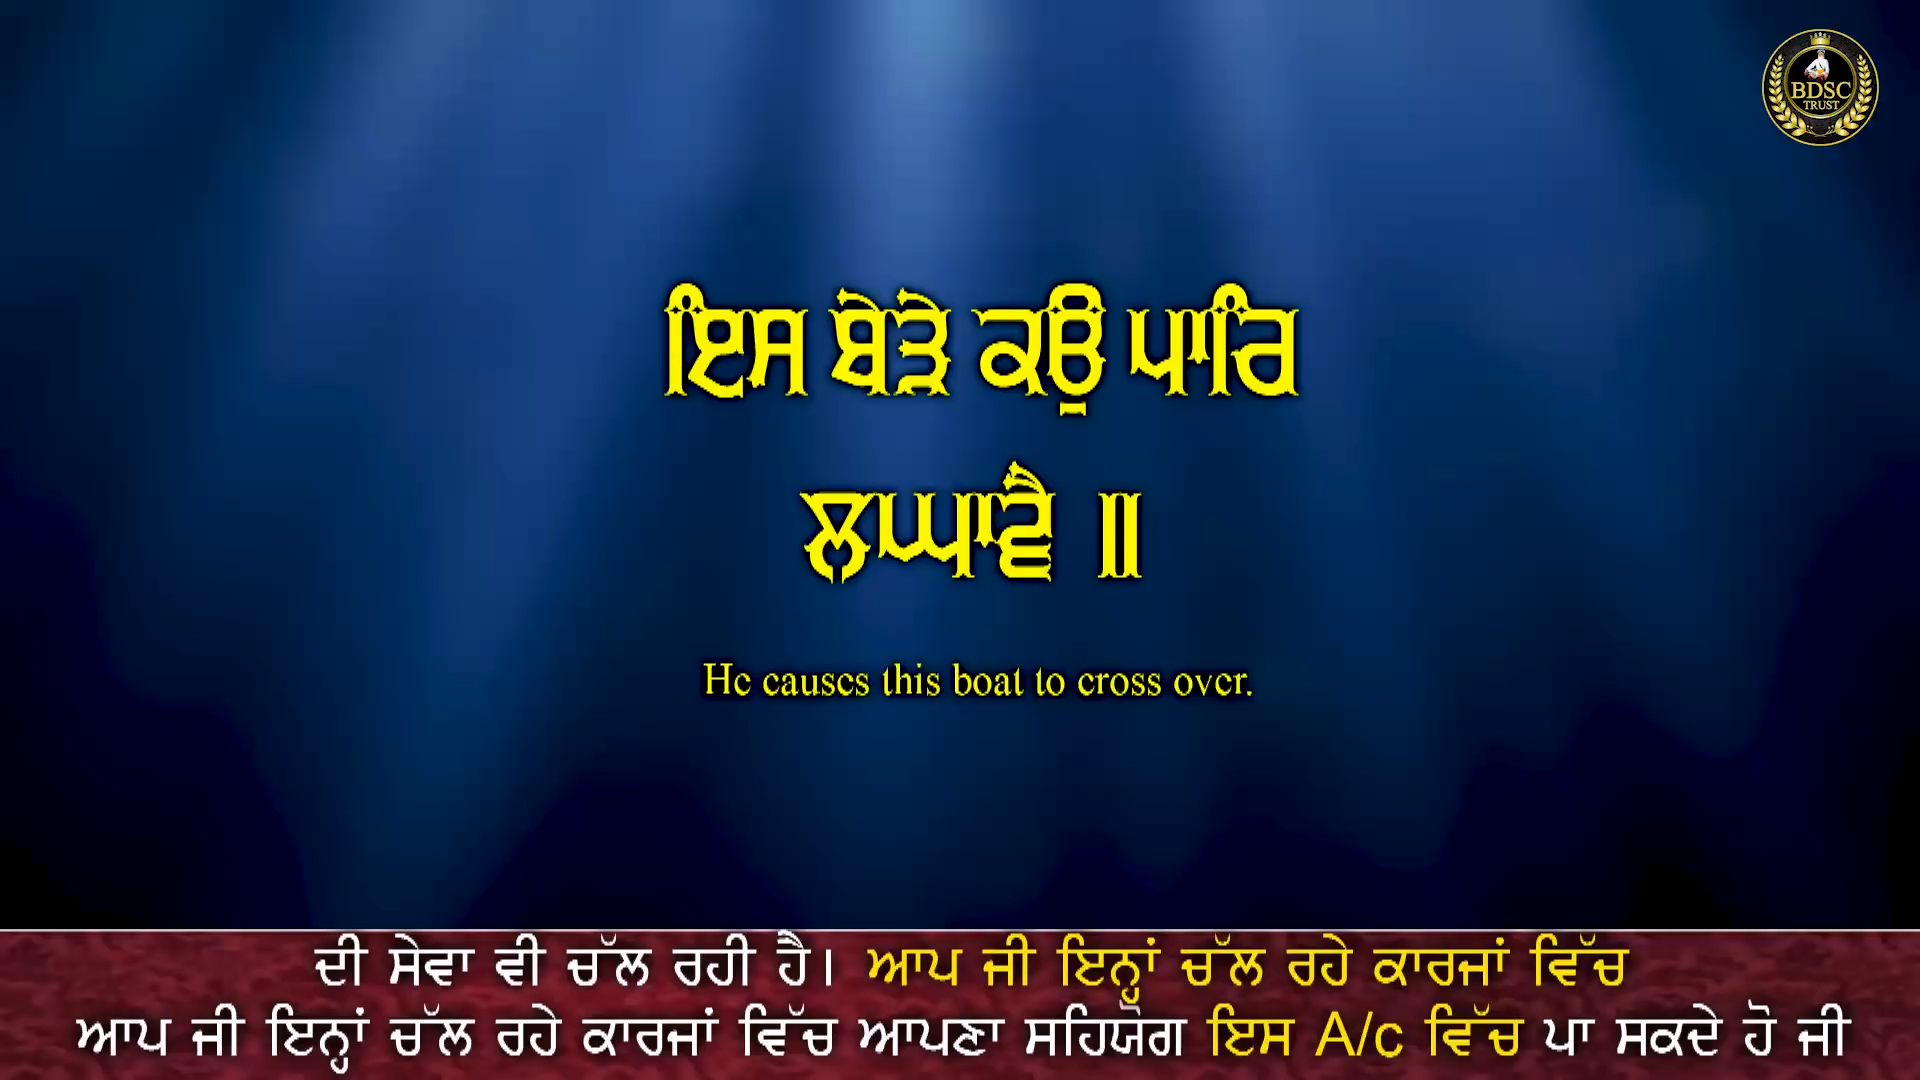 BDSC
TRUST
ਇਸ ਬੇੜੇ ਕਉ ਪਾਰਿ
ਲਘਾਵੈ ॥
He causes this boat to cross over.
ਦੀ ਸੇਵਾ ਵੀ ਚੱਲ ਰਹੀ ਹੈ। ਆਪ ਜੀ ਇਨ੍ਹਾਂ ਚੱਲ ਰਹੇ ਕਾਰਜਾਂ ਵਿੱਚ
ਆਪ ਜੀ ਇਨ੍ਹਾਂ ਚੱਲ ਰਹੇ ਕਾਰਜਾਂ ਵਿੱਚ ਆਪਣਾ ਸਹਿਯੋਗ ਇਸ A/c ਵਿੱਚ ਪਾ ਸਕਦੇ ਹੋ ਜੀ